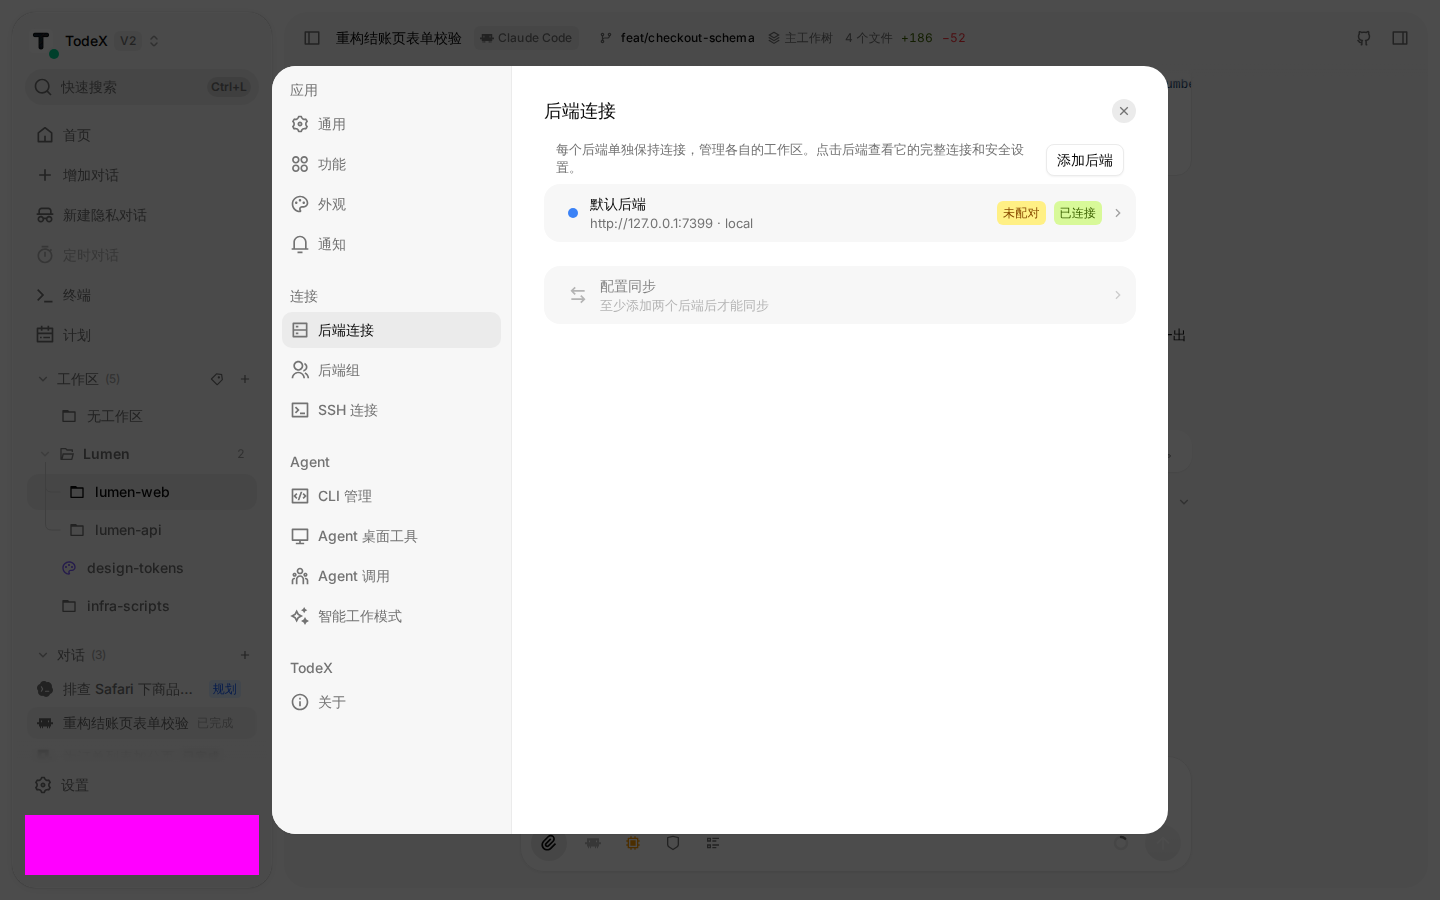 TodeX V2
快速搜索 Ctrl+L
首页
增加对话
新建隐私对话
定时对话
终端
计划
工作区 (5)
无工作区
Lumen 2
lumen-web
lumen-api
design-tokens
infra-scripts
对话 (3)
排查 Safari 下商品... 规划
重构结账页表单校验 已完成
设置
重构结账页表单校验 Claude Code feat/checkout-schema 主工作树 4 个文件 +186 −52
应用
通用
功能
外观
通知
连接
后端连接
后端组
SSH 连接
Agent
CLI 管理
Agent 桌面工具
Agent 调用
智能工作模式
TodeX
关于
后端连接
每个后端单独保持连接，管理各自的工作区。点击后端查看它的完整连接和安全设
置。
添加后端
默认后端
http://127.0.0.1:7399 · local
未配对 已连接
配置同步
至少添加两个后端后才能同步
出